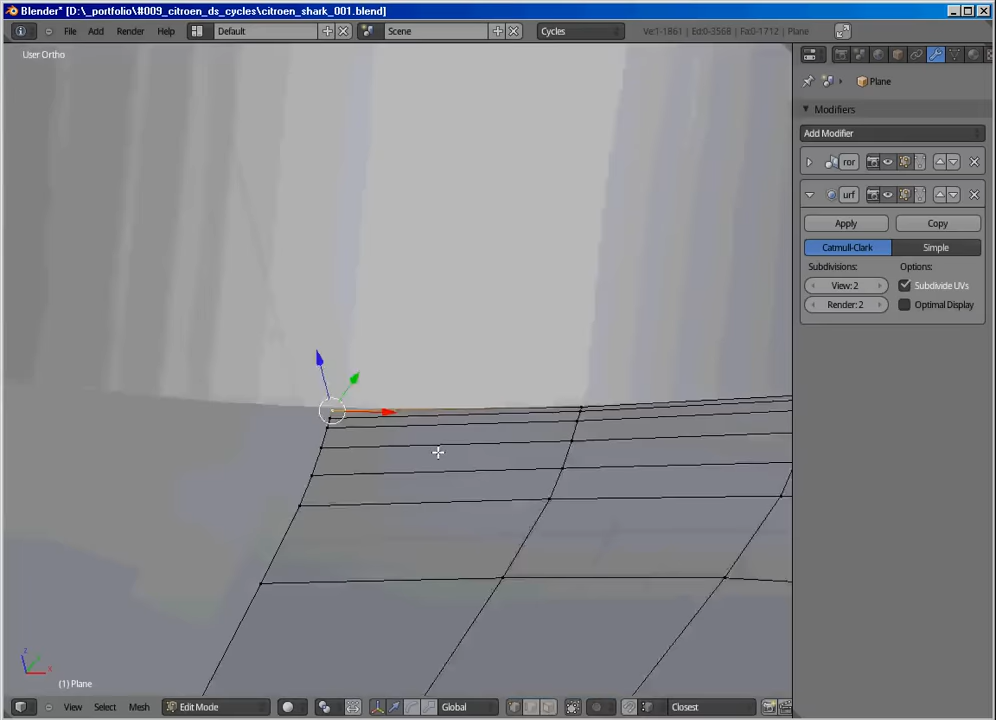 Blender* [D:\_portfolio\#009_citroen_ds_cycles\citroen_shark_001.blend]
File Add Render Help Default Scene Cycles Ve:1-1861 | Ed:0-3568 | Fa:0-1712 | Plane
User Ortho
Plane
Modifiers
Add Modifier
ror
urf
Apply Copy
Catmull-Clark Simple
Subdivisions: Options:
View: 2 Subdivide UVs
Render: 2 Optimal Display
z
x
(1) Plane
View Select Mesh Edit Mode Global Closest